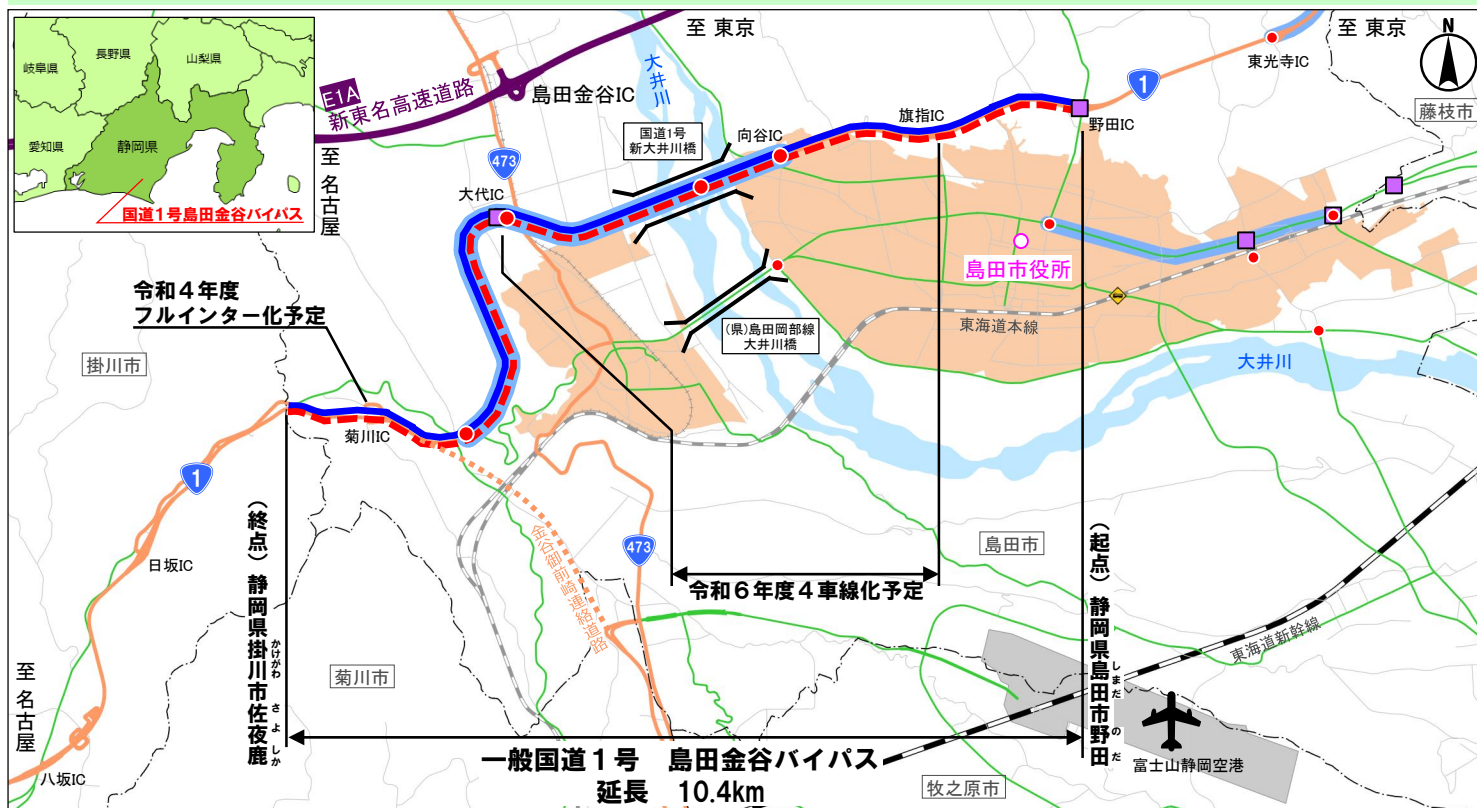 岐阜県
長野県
山梨県
愛知県
静岡県
国道1号島田金谷バイパス
E1A
新東名高速道路
島田金谷IC
至 東京
至 東京
N
大井川
1
東光寺IC
藤枝市
至 名古屋
473
国道1号
新大井川橋
向谷IC
旗指IC
野田IC
大代IC
島田市役所
令和4年度
フルインター化予定
(県)島田岡部線
大井川橋
東海道本線
大井川
掛川市
菊川IC
1
日坂IC
金谷御前崎連絡道路
473
島田市
令和6年度4車線化予定
(終点) 静岡県掛川市佐夜鹿
かけがわ さよしか
(起点) 静岡県島田市野田
しまだ のだ
東海道新幹線
菊川市
至 名古屋
八坂IC
一般国道1号 島田金谷バイパス
延長 10.4km
牧之原市
富士山静岡空港